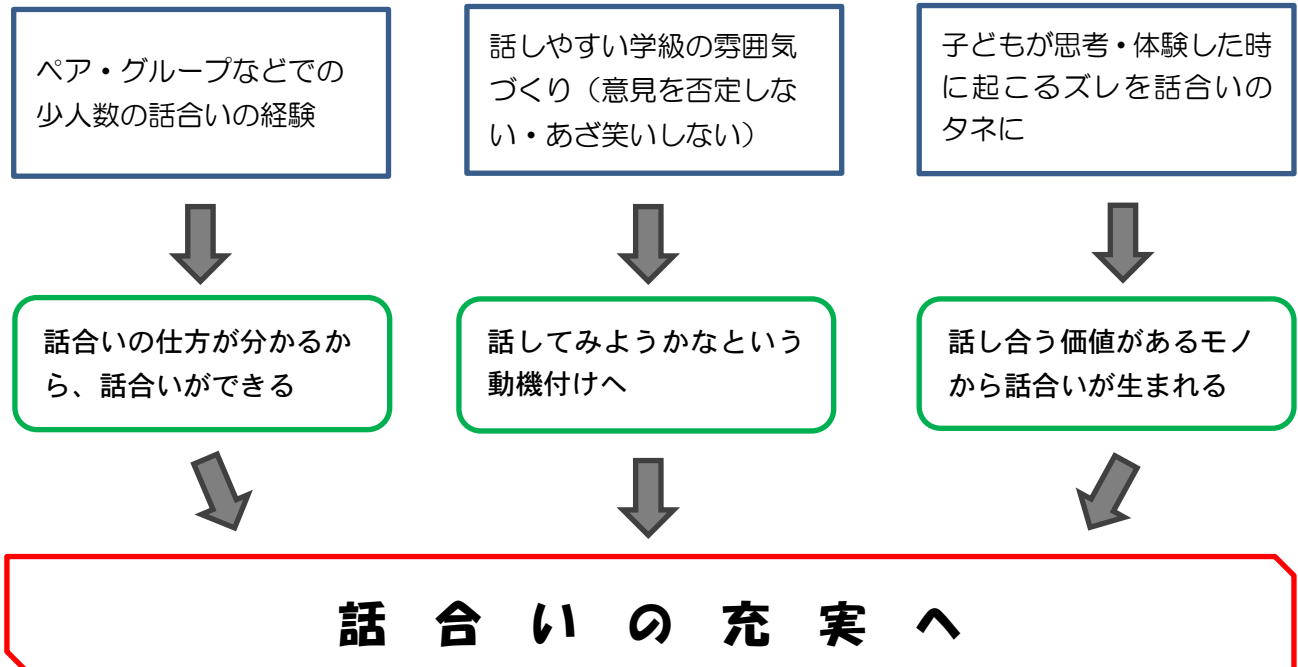 ペア・グループなどでの
少人数の話合いの経験
話しやすい学級の雰囲気
づくり（意見を否定しな
い・あざ笑いしない）
子どもが思考・体験した時
に起こるズレを話合いの
タネに
話合いの仕方が分かるか
ら、話合いができる
話してみようかなという
動機付けへ
話し合う価値があるモノ
から話合いが生まれる
話合いの充実へ